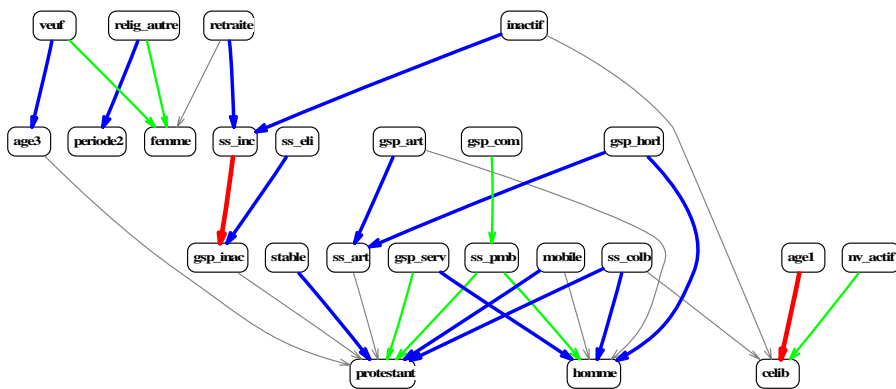 veuf relig_autre retraite inactif
age3 periode2 femme ss_inc ss_eli gsp_art gsp_com gsp_horl
gsp_inac stable ss_art gsp_serv ss_pmb mobile ss_colb age1 nv_actif
protestant homme celib